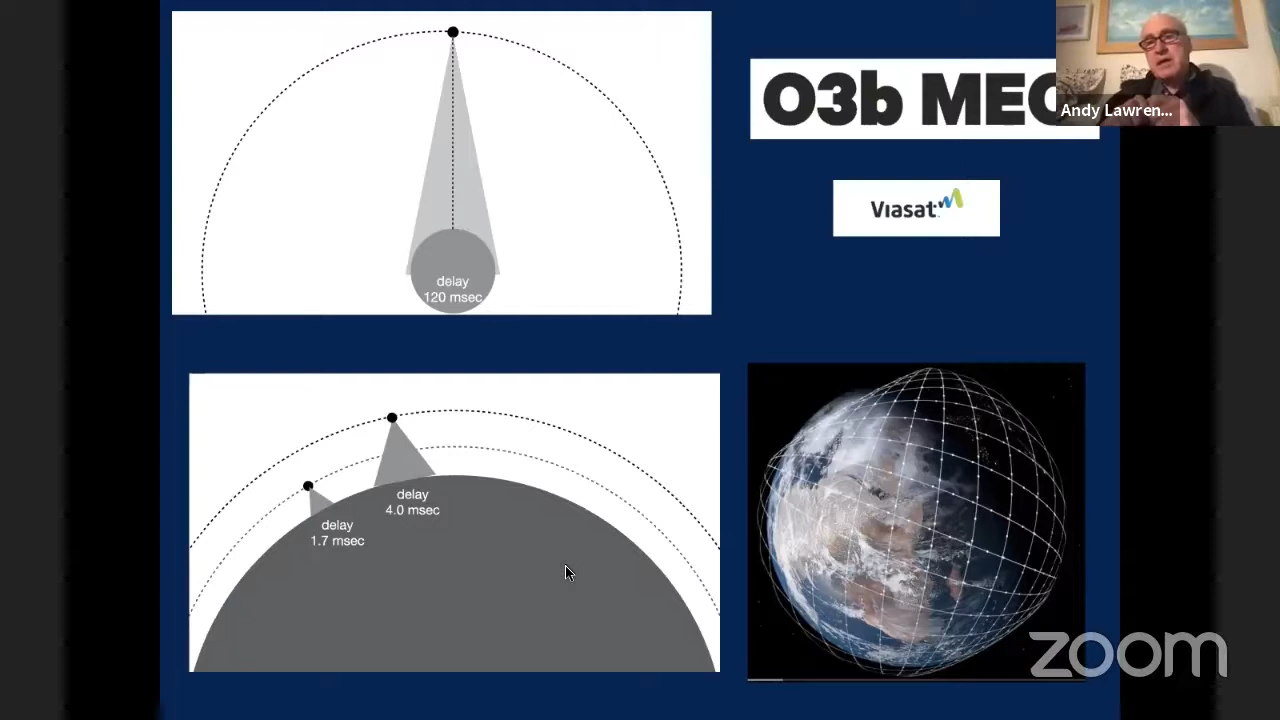 delay
120 msec
O3b MEO
Viasat
Andy Lawren...
delay
4.0 msec
delay
1.7 msec
zoom